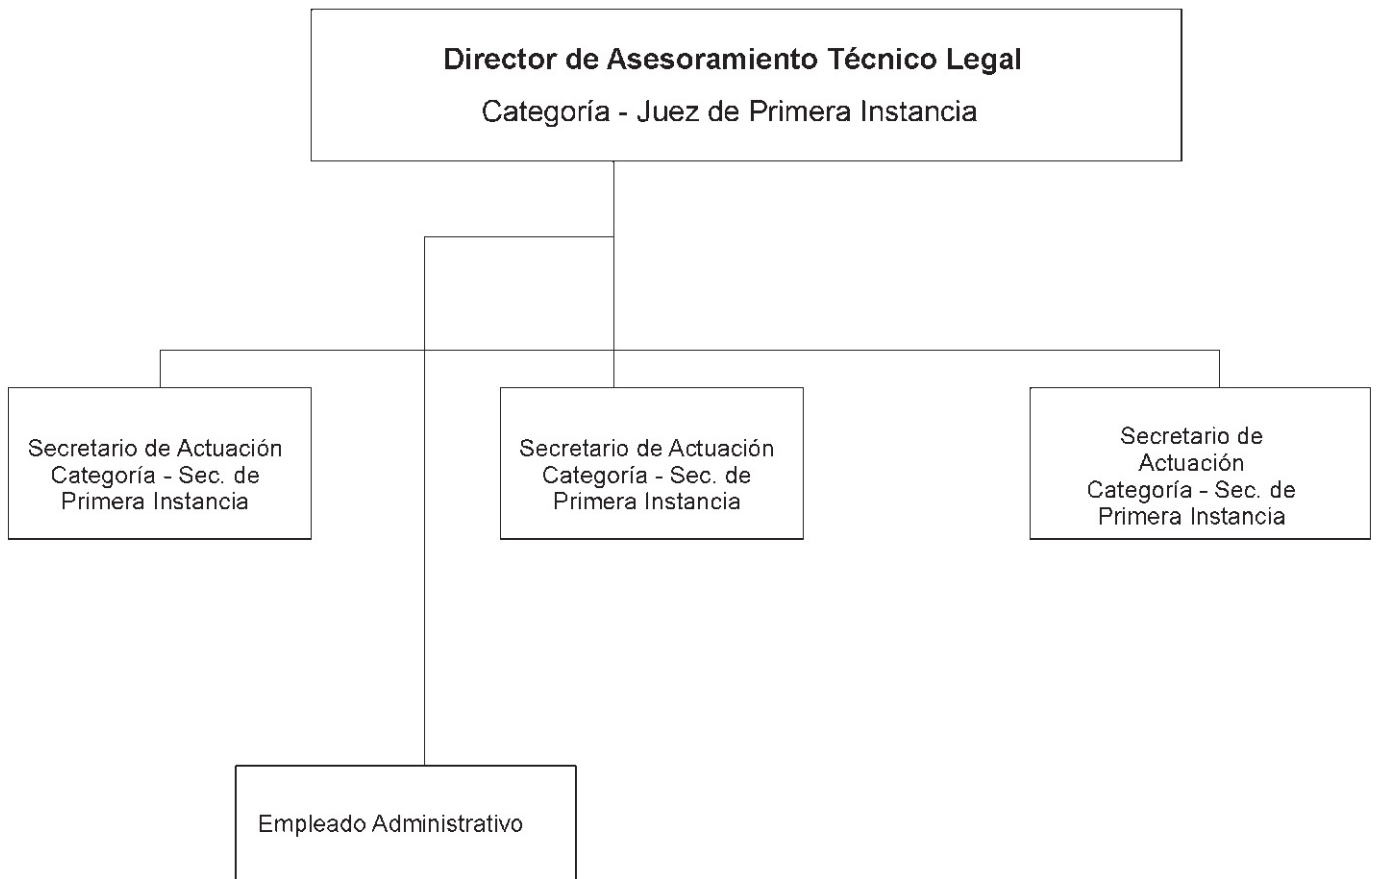 Director de Asesoramiento Técnico Legal
Categoría - Juez de Primera Instancia
Secretario de Actuación
Categoría - Sec. de
Primera Instancia
Secretario de Actuación
Categoría - Sec. de
Primera Instancia
Secretario de
Actuación
Categoría - Sec. de
Primera Instancia
Empleado Administrativo